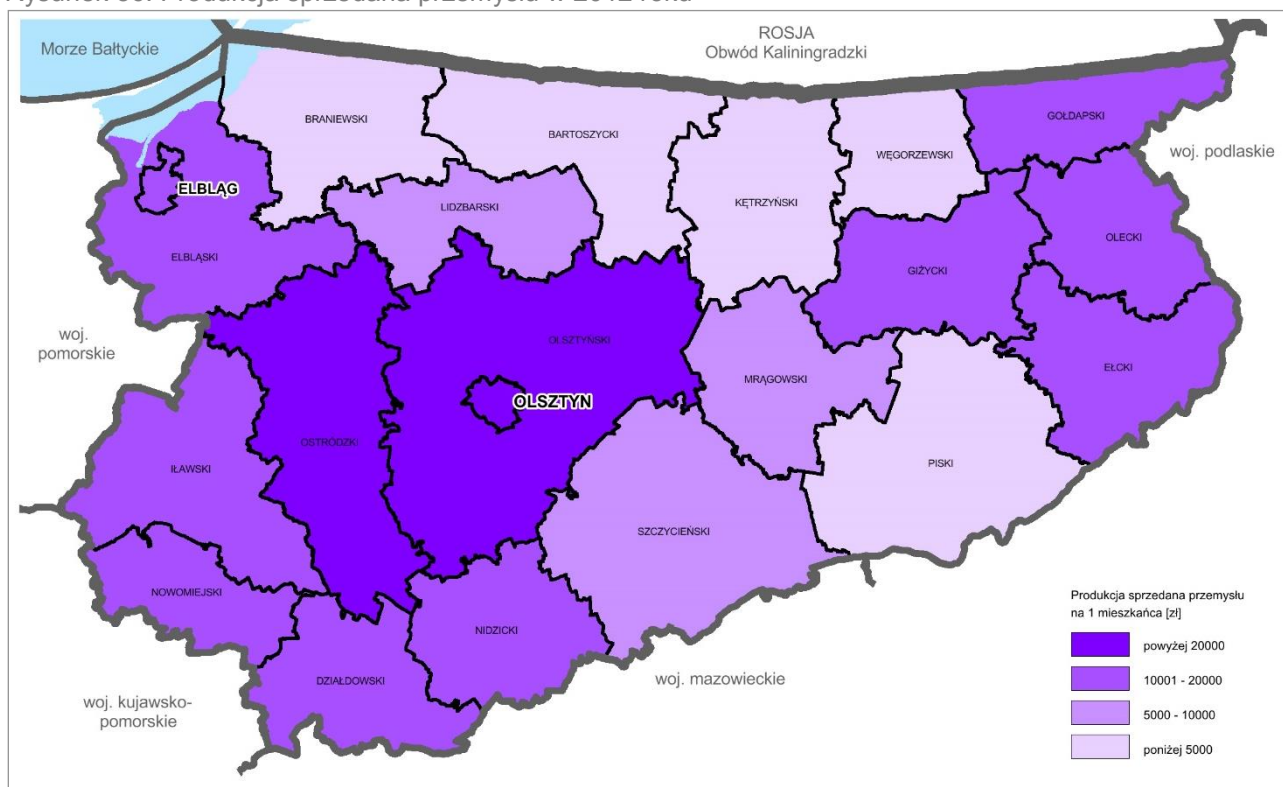 Morze Bałtyckie
ROSJA
Obwód Kaliningradzki
GOŁDAPSKI
BRANIEWSKI
BARTOSZYCKI
WĘGORZEWSKI
woj. podlaskie
ELBLĄG
KĘTRZYŃSKI
LIDZBARSKI
OLECKI
ELBLĄSKI
GIŻYCKI
woj.
pomorskie
OLSZTYŃSKI
EŁCKI
MRĄGOWSKI
OLSZTYN
OSTRÓDZKI
IŁAWSKI
PISKI
SZCZYCIEŃSKI
NOWOMIEJSKI
NIDZICKI
DZIAŁDOWSKI
woj. mazowieckie
woj. kujawsko-
pomorskie
Produkcja sprzedana przemysłu
na 1 mieszkańca [zł]
powyżej 20000
10001 - 20000
5000 - 10000
poniżej 5000